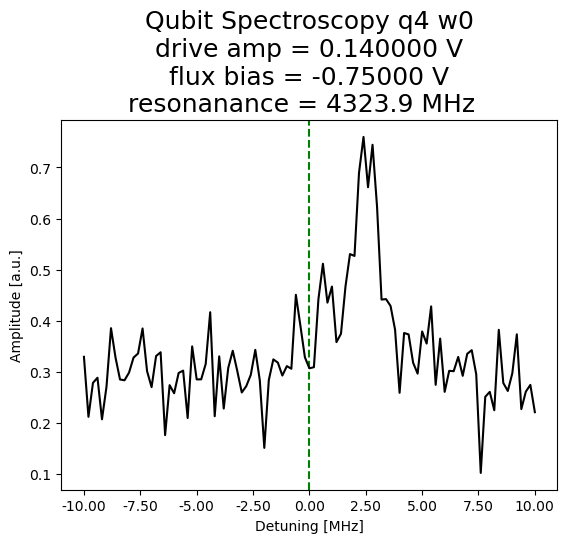 Qubit Spectroscopy q4 w0
drive amp = 0.140000 V
flux bias = -0.75000 V
resonanance = 4323.9 MHz
Amplitude [a.u.]
0.7
0.6
0.5
0.4
0.3
0.2
0.1
-10.00 -7.50 -5.00 -2.50 0.00 2.50 5.00 7.50 10.00
Detuning [MHz]